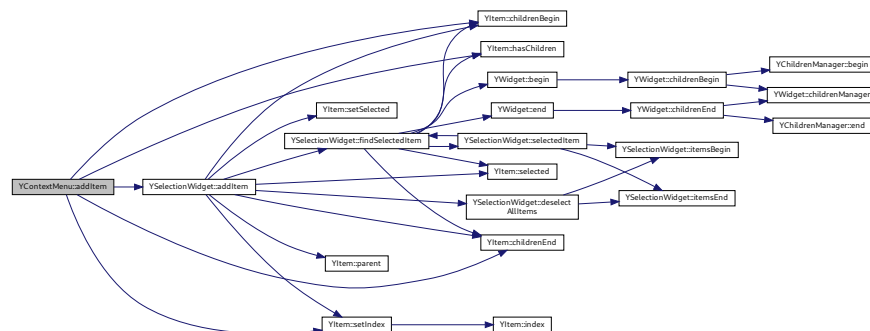 YItem::childrenBegin
YItem::hasChildren
YChildrenManager::begin
YWidget::begin
YWidget::childrenBegin
YWidget::childrenManager
YItem::setSelected
YWidget::end
YWidget::childrenEnd
YChildrenManager::end
YSelectionWidget::findSelectedItem
YSelectionWidget::selectedItem
YSelectionWidget::itemsBegin
YItem::selected
YContextMenu::addItem
YSelectionWidget::addItem
YSelectionWidget::deselect
AllItems
YSelectionWidget::itemsEnd
YItem::childrenEnd
YItem::parent
YItem::setIndex
YItem::index